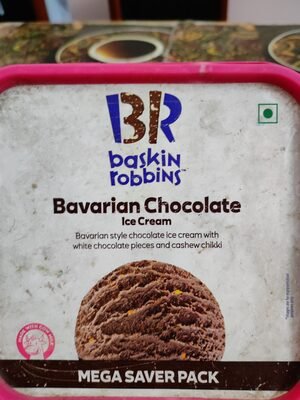 BR
baskin
robbins™
Bavarian Chocolate
Ice Cream
Bavarian style chocolate ice cream with
white chocolate pieces and cashew chikki
MEGA SAVER PACK